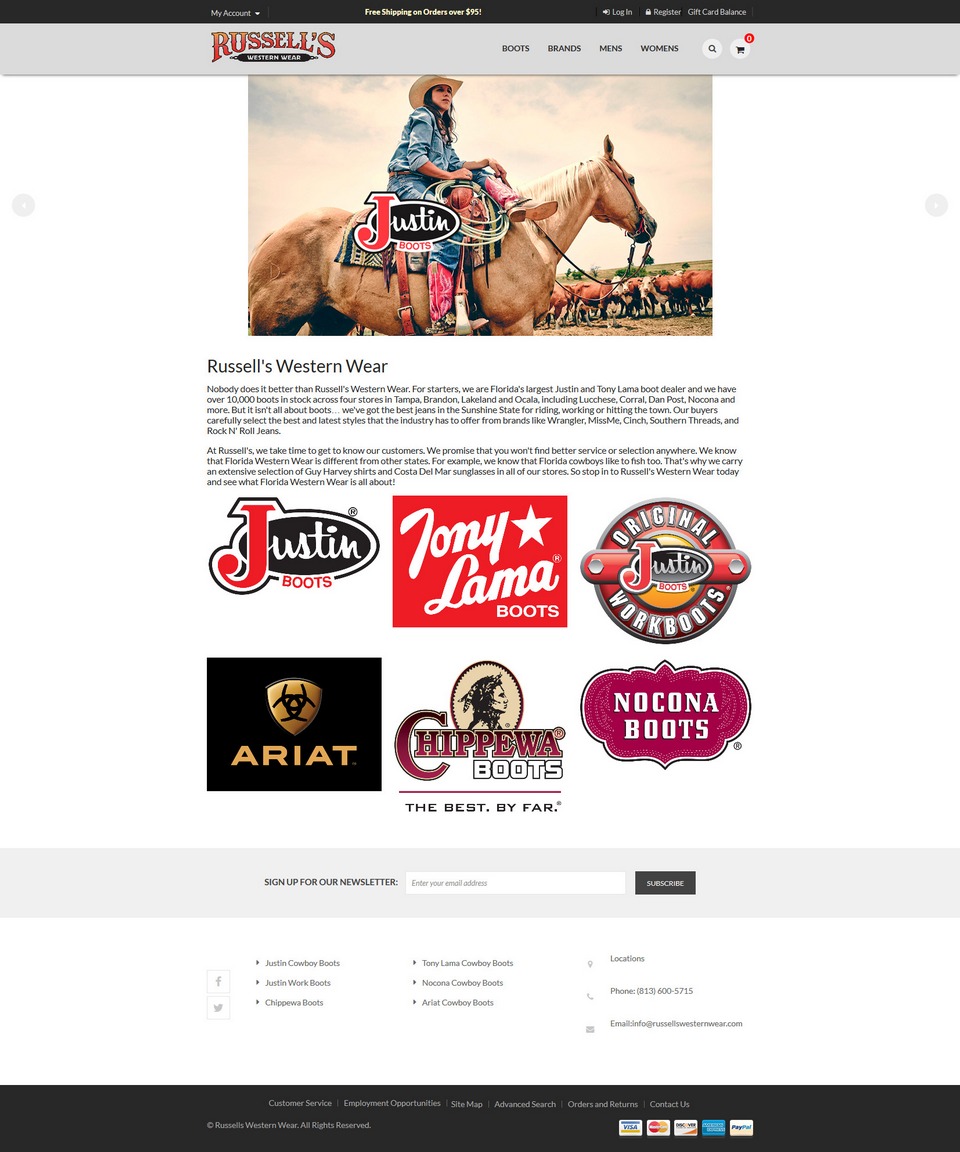 My Account
Free Shipping on Orders over $95!
Log In
Register
Gift Card Balance
RUSSELL'S
WESTERN WEAR
BOOTS
BRANDS
MENS
WOMENS
0
Justin
BOOTS
Russell's Western Wear
Nobody does it better than Russell's Western Wear. For starters, we are Florida's largest Justin and Tony Lama boot dealer and we have
over 10,000 boots in stock across four stores in Tampa, Brandon, Lakeland and Ocala, including Lucchese, Corral, Dan Post, Nocona and
more. But it isn't all about boots… we've got the best jeans in the Sunshine State for riding, working or hitting the town. Our buyers
carefully select the best and latest styles that the industry has to offer from brands like Wrangler, MissMe, Cinch, Southern Threads, and
Rock N' Roll Jeans.
At Russell's, we take time to get to know our customers. We promise that you won't find better service or selection anywhere. We know
that Florida Western Wear is different from other states. For example, we know that Florida cowboys like to fish too. That's why we carry
an extensive selection of Guy Harvey shirts and Costa Del Mar sunglasses in all of our stores. So stop in to Russell's Western Wear today
and see what Florida Western Wear is all about!
Justin ®
BOOTS
Tony
Lama ®
BOOTS
ORIGINAL
Justin
BOOTS
WORKBOOTS
ARIAT
CHIPPEWA ®
BOOTS
THE BEST. BY FAR.®
NOCONA
BOOTS ®
SIGN UP FOR OUR NEWSLETTER:
Enter your email address
SUBSCRIBE
Justin Cowboy Boots
Justin Work Boots
Chippewa Boots
Tony Lama Cowboy Boots
Nocona Cowboy Boots
Ariat Cowboy Boots
Locations
Phone: (813) 600-5715
Email:info@russellswesternwear.com
Customer Service
Employment Opportunities
Site Map
Advanced Search
Orders and Returns
Contact Us
© Russells Western Wear. All Rights Reserved.
VISA
MasterCard
DISCOVER
AMERICAN EXPRESS
PayPal